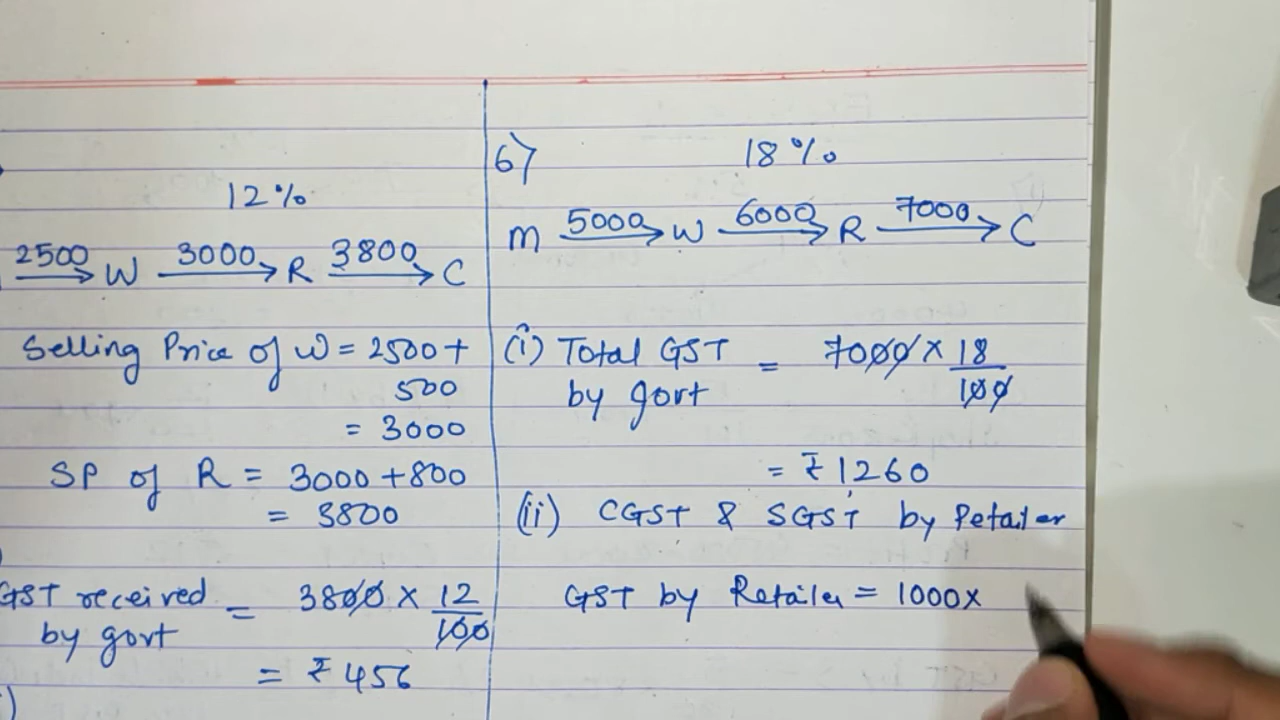 12%
2500 W 3000 R 3800 C
Selling Price of W = 2500 +
500
= 3000
SP of R = 3000 + 800
= 3800
GST received by govt = 3800 × 12/100
= ₹ 456
6) 18%
m 5000 W 6000 R 7000 C
(i) Total GST by govt = 7000 × 18/100
= ₹ 1260
(ii) CGST & SGST by Retailer
GST by Retailer = 1000×